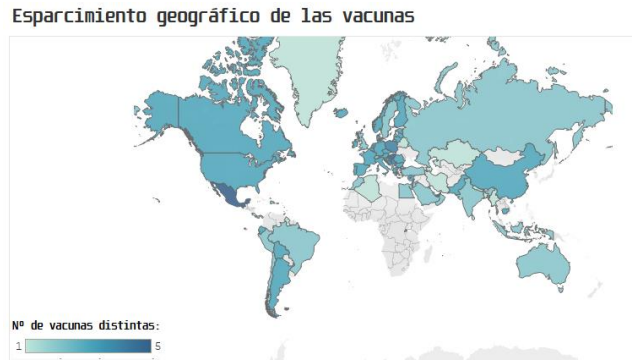 Esparcimiento geográfico de las vacunas
Nº de vacunas distintas:
1 5